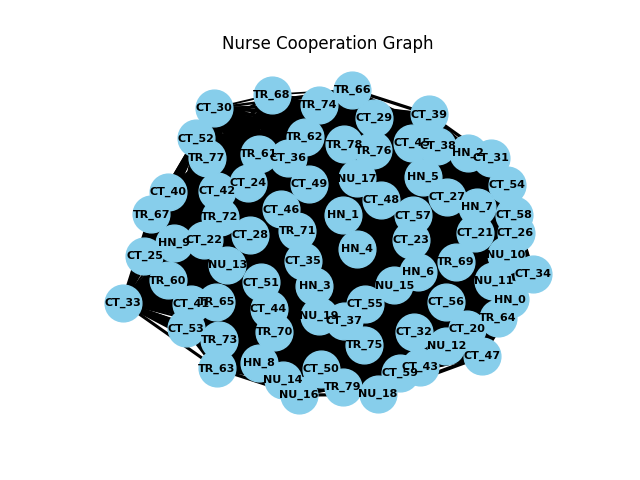 Nurse Cooperation Graph
TR_66
TR_68
TR_74
CT_30
CT_39
CT_29
CT_52
TR_62
TR_78
CT_45
CT_38
TR_76
HN_2
TR_61
CT_36
TR_77
CT_31
NU_17
HN_5
CT_24
CT_49
CT_54
CT_40
CT_42
CT_27
CT_48
HN_7
CT_46
TR_67
TR_72
HN_1
CT_57
CT_58
TR_71
CT_28
CT_21
CT_26
CT_22
CT_23
HN_9
HN_4
NU_10
CT_25
CT_35
TR_69
NU_13
HN_6
CT_34
TR_60
CT_51
NU_11
HN_3
NU_15
HN_0
CT_33
TR_65
CT_55
CT_56
CT_44
NU_19
CT_37
TR_64
CT_53
TR_70
CT_32
CT_20
TR_73
TR_75
NU_12
CT_47
HN_8
TR_63
CT_50
CT_59
CT_43
NU_14
TR_79
NU_16
NU_18